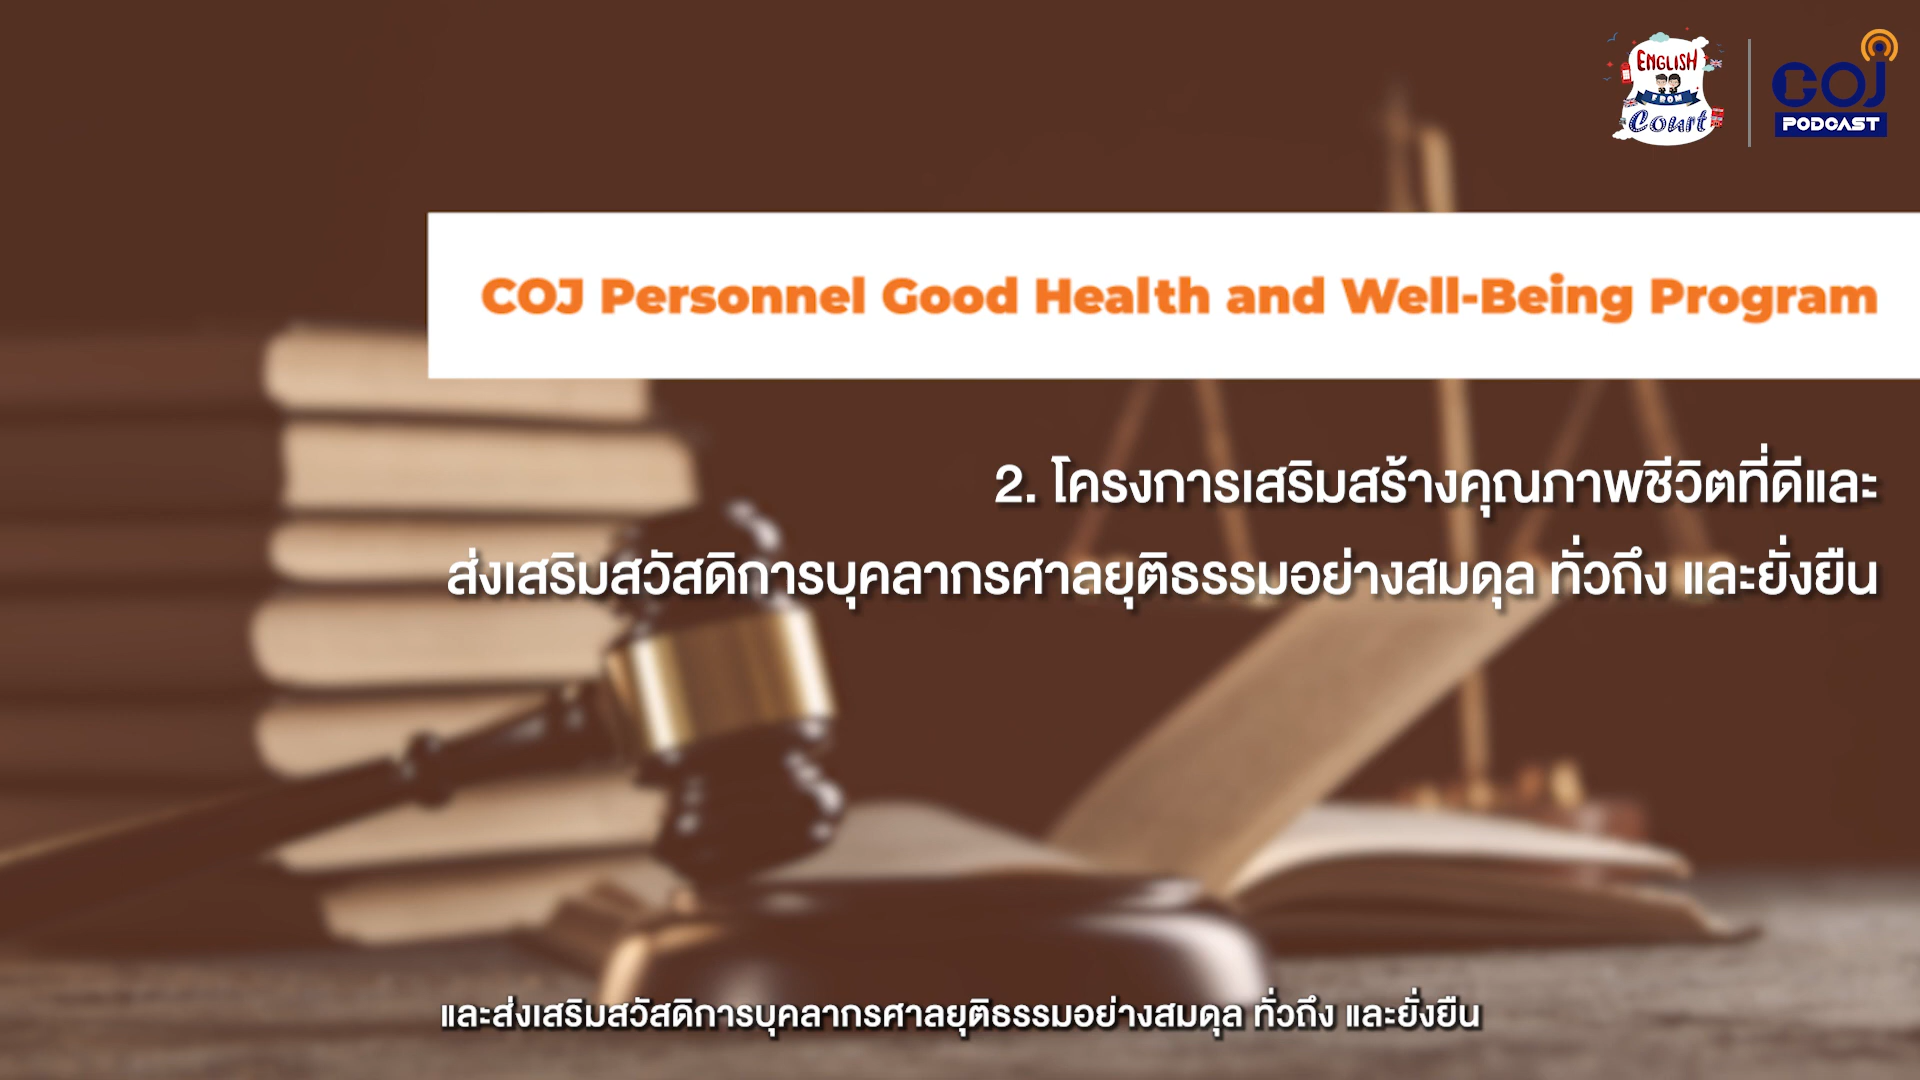 ENGLISH
FROM
Court
COJ
PODCAST
COJ Personnel Good Health and Well-Being Program
2. โครงการเสริมสร้างคุณภาพชีวิตที่ดีและ
ส่งเสริมสวัสดิการบุคลากรศาลยุติธรรมอย่างสมดุล ทั่วถึง และยั่งยืน
และส่งเสริมสวัสดิการบุคลากรศาลยุติธรรมอย่างสมดุล ทั่วถึง และยั่งยืน